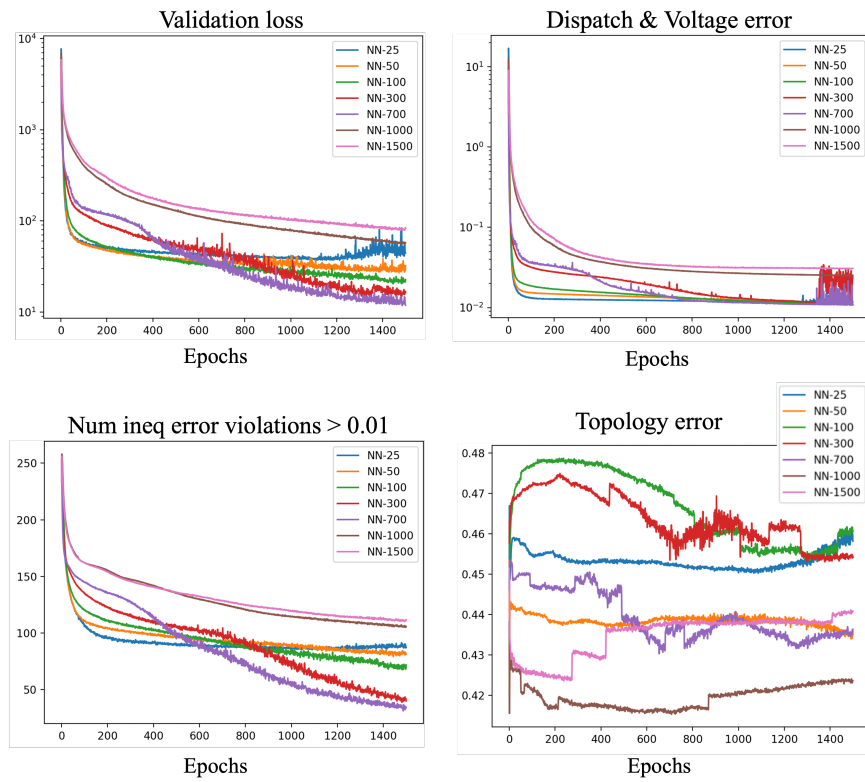 Validation loss
10⁴
10³
10²
10¹
0 200 400 600 800 1000 1200 1400
NN-25
NN-50
NN-100
NN-300
NN-700
NN-1000
NN-1500
Epochs
Dispatch & Voltage error
10¹
10⁰
10⁻¹
10⁻²
0 200 400 600 800 1000 1200 1400
NN-25
NN-50
NN-100
NN-300
NN-700
NN-1000
NN-1500
Epochs
Num ineq error violations > 0.01
250
200
150
100
50
0 200 400 600 800 1000 1200 1400
NN-25
NN-50
NN-100
NN-300
NN-700
NN-1000
NN-1500
Epochs
Topology error
0.48
0.47
0.46
0.45
0.44
0.43
0.42
0 200 400 600 800 1000 1200 1400
NN-25
NN-50
NN-100
NN-300
NN-700
NN-1000
NN-1500
Epochs